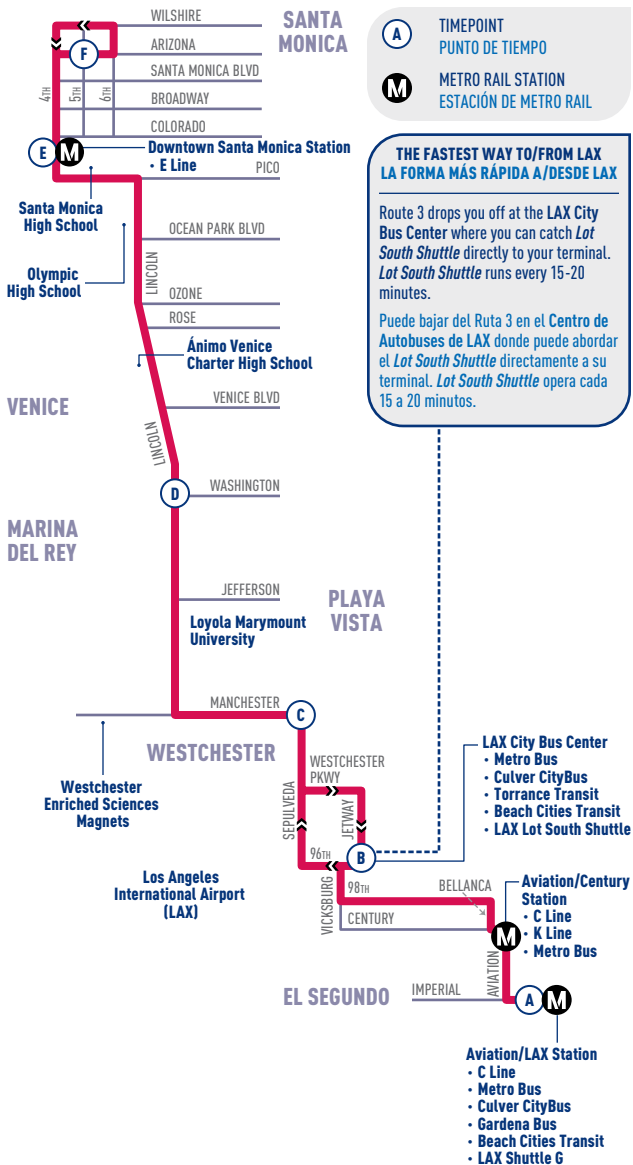 WILSHIRE
SANTA
MONICA
ARIZONA
F
SANTA MONICA BLVD
4TH
5TH
6TH
BROADWAY
COLORADO
E
M
Downtown Santa Monica Station
• E Line
PICO
Santa Monica
High School
OCEAN PARK BLVD
LINCOLN
Olympic
High School
OZONE
ROSE
Ánimo Venice
Charter High School
VENICE
VENICE BLVD
LINCOLN
D
WASHINGTON
MARINA
DEL REY
JEFFERSON
PLAYA
VISTA
Loyola Marymount
University
MANCHESTER
C
WESTCHESTER
Westchester
Enriched Sciences
Magnets
WESTCHESTER
PKWY
SEPULVEDA
JETWAY
96TH
B
LAX City Bus Center
• Metro Bus
• Culver CityBus
• Torrance Transit
• Beach Cities Transit
• LAX Lot South Shuttle
Los Angeles
International Airport
(LAX)
VICKSBURG
98TH
BELLANCA
CENTURY
M
Aviation/Century
Station
• C Line
• K Line
• Metro Bus
AVIATION
EL SEGUNDO
IMPERIAL
A
M
Aviation/LAX Station
• C Line
• Metro Bus
• Culver CityBus
• Gardena Bus
• Beach Cities Transit
• LAX Shuttle G
A
TIMEPOINT
PUNTO DE TIEMPO
M
METRO RAIL STATION
ESTACIÓN DE METRO RAIL
THE FASTEST WAY TO/FROM LAX
LA FORMA MÁS RÁPIDA A/DESDE LAX
Route 3 drops you off at the LAX City
Bus Center where you can catch Lot
South Shuttle directly to your terminal.
Lot South Shuttle runs every 15-20
minutes.
Puede bajar del Ruta 3 en el Centro de
Autobuses de LAX donde puede abordar
el Lot South Shuttle directamente a su
terminal. Lot South Shuttle opera cada
15 a 20 minutos.